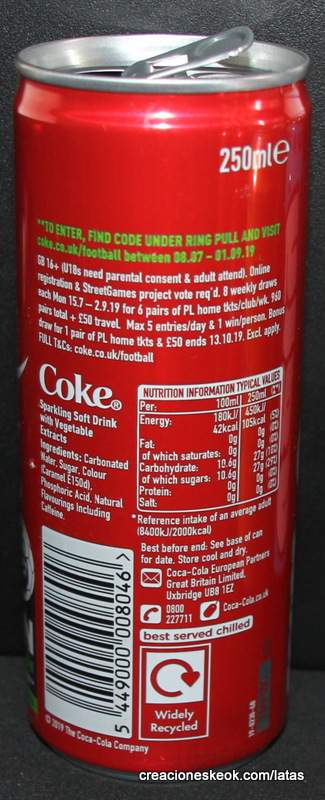 250ml℮
**TO ENTER, FIND CODE UNDER RING PULL AND VISIT
coke.co.uk/football between 08.07 - 01.09.19
GB 16+ (U18s need parental consent & adult attend). Online
registration & StreetGames project vote req'd. 8 weekly draws
each Mon 15.7 – 2.9.19 for 6 pairs of PL home tkts/club/wk. 960
pairs total + £50 travel. Max 5 entries/day & 1 win/person. Bonus
draw for 1 pair of PL home tkts & £50 ends 13.10.19. Excl. apply.
FULL T&Cs: coke.co.uk/football
Coke®
Sparkling Soft Drink
with Vegetable
Extracts
Ingredients: Carbonated
Water, Sugar, Colour
(Caramel E150d),
Phosphoric Acid, Natural
Flavourings Including
Caffeine.
NUTRITION INFORMATION TYPICAL VALUES
Per: 100ml 250ml (%*)
Energy: 180kJ/ 450kJ/
42kcal 105kcal (5)
Fat: 0g 0g (0)
of which saturates: 0g 0g (0)
Carbohydrate: 10.6g 27g (10)
of which sugars: 10.6g 27g (29)
Protein: 0g 0g (0)
Salt: 0g 0g (0)
*Reference intake of an average adult
(8400kJ/2000kcal)
Best before end: See base of can
for date. Store cool and dry.
Coca-Cola European Partners
Great Britain Limited,
Uxbridge UB8 1EZ
0800
227711
Coca-Cola.co.uk
best served chilled
5 449000 008046 >
Widely
Recycled
© 2019 The Coca-Cola Company
creacioneskeok.com/latas